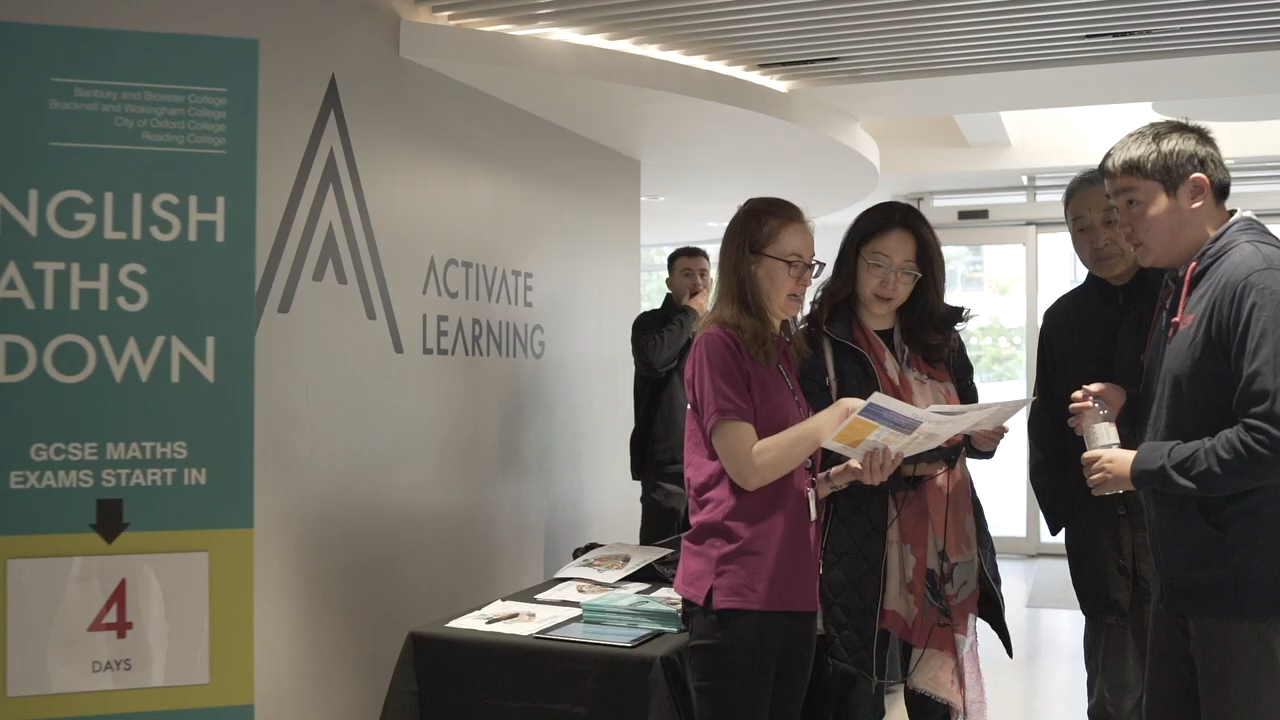 Banbury and Bicester College
Bracknell and Wokingham College
City of Oxford College
Reading College
NGLISH
ATHS
DOWN
GCSE MATHS
EXAMS START IN
4
DAYS
ACTIVATE
LEARNING